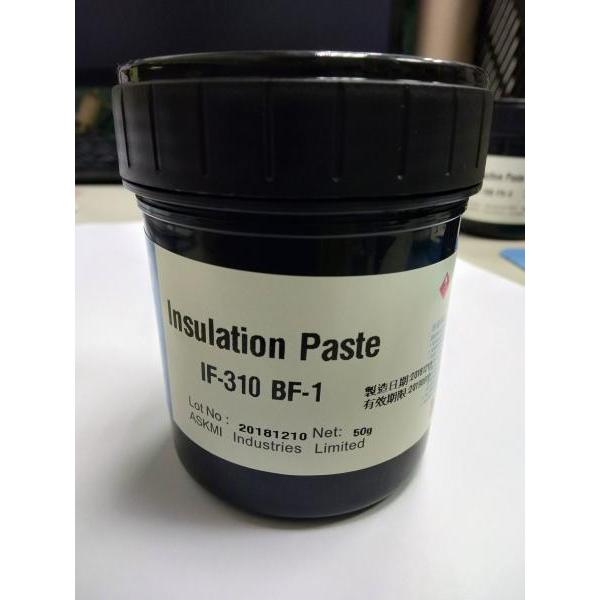 Insulation Paste
IF-310 BF-1
Lot No : 20181210 Net: 50g
ASKMI Industries Limited
製造日期:
有效期限:
Paste